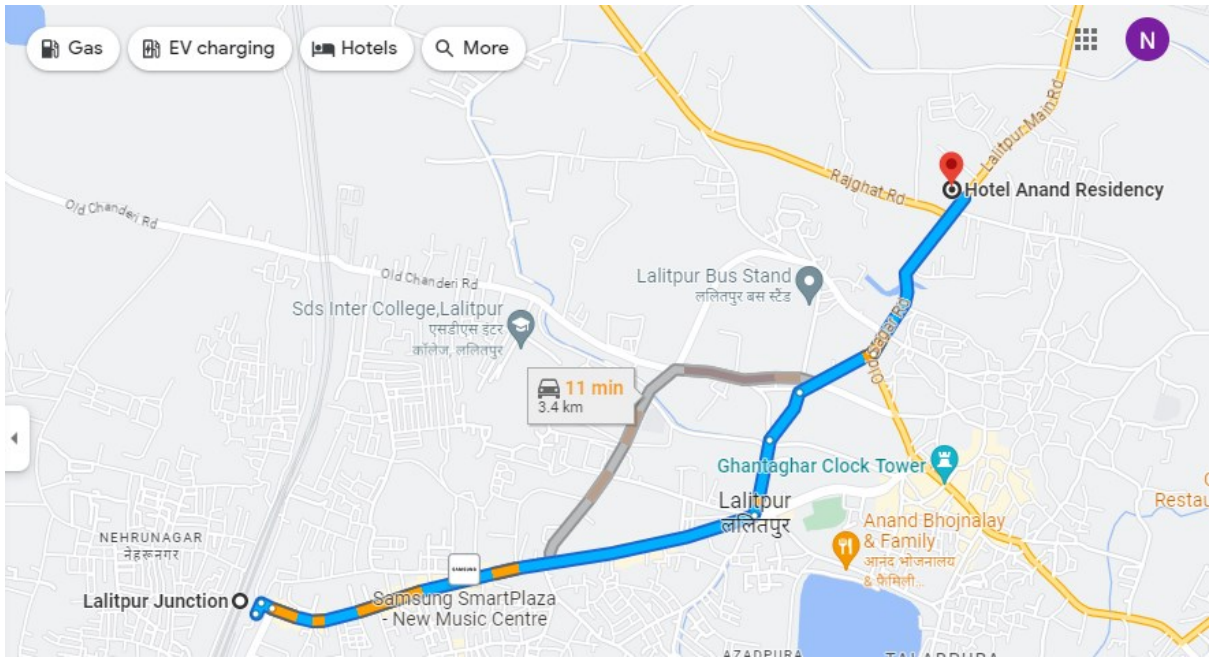 Gas
EV charging
Hotels
More
N
Lalitpur Main Rd
Rajghat Rd
Hotel Anand Residency
Old Chanderi Rd
Old Chanderi Rd
Lalitpur Bus Stand
ललितपुर बस स्टैंड
Sds Inter College,Lalitpur
एसडीएस इंटर
कॉलेज, ललितपुर
Old Sagar Rd
11 min
3.4 km
Ghantaghar Clock Tower
Lalitpur
ललितपुर
Restau
Anand Bhojnalay
& Family
आनंद भोजनालय
& फैमिली...
NEHRUNAGAR
नेहरूनगर
SAMSUNG
Lalitpur Junction
Samsung SmartPlaza
- New Music Centre
AZADPURA